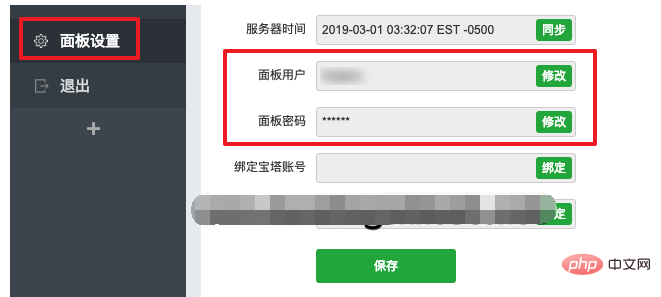 面板设置
退出
+
服务器时间 2019-03-01 03:32:07 EST -0500 同步
面板用户 修改
面板密码 ****** 修改
绑定宝塔账号 绑定
定
保存
php 中文网